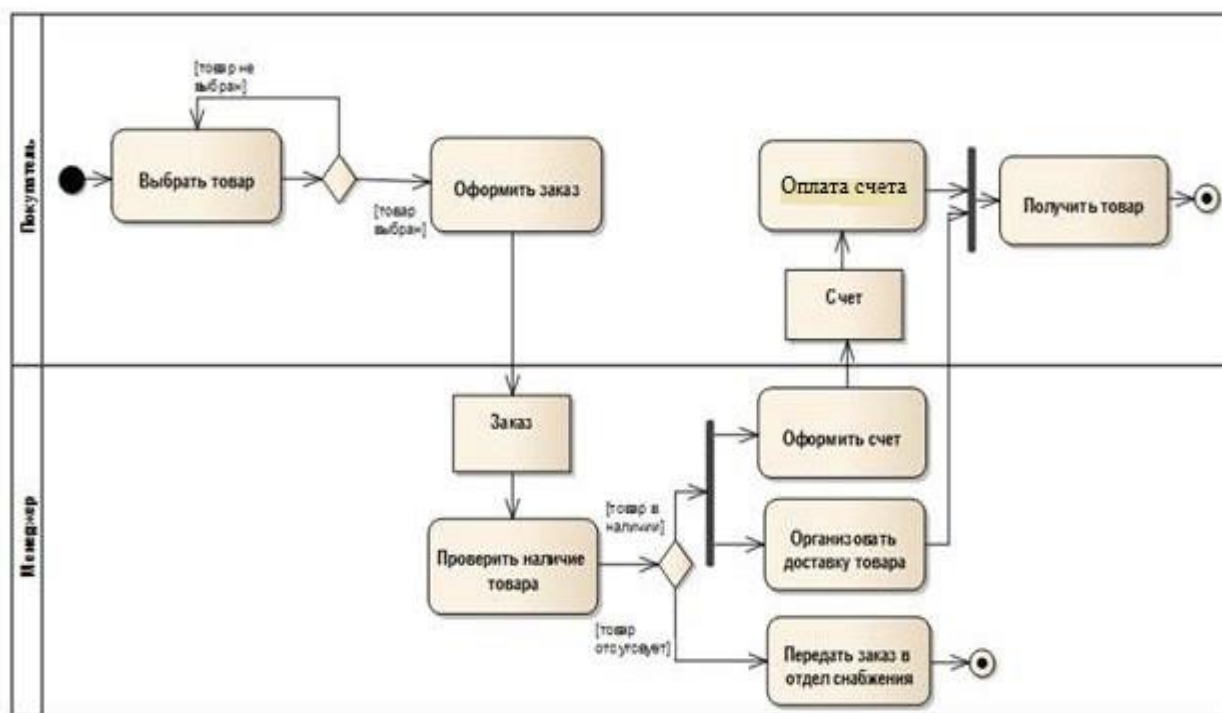 Покупатель
[товар не
выбран]
Выбрать товар
[товар
выбран]
Оформить заказ
Оплата счета
Получить товар
Счет
Менеджер
Заказ
Проверить наличие
товара
[товар в
наличии]
[товар
отсутовует]
Оформить счет
Организовать
доставку товара
Передать заказ в
отдел снабжения